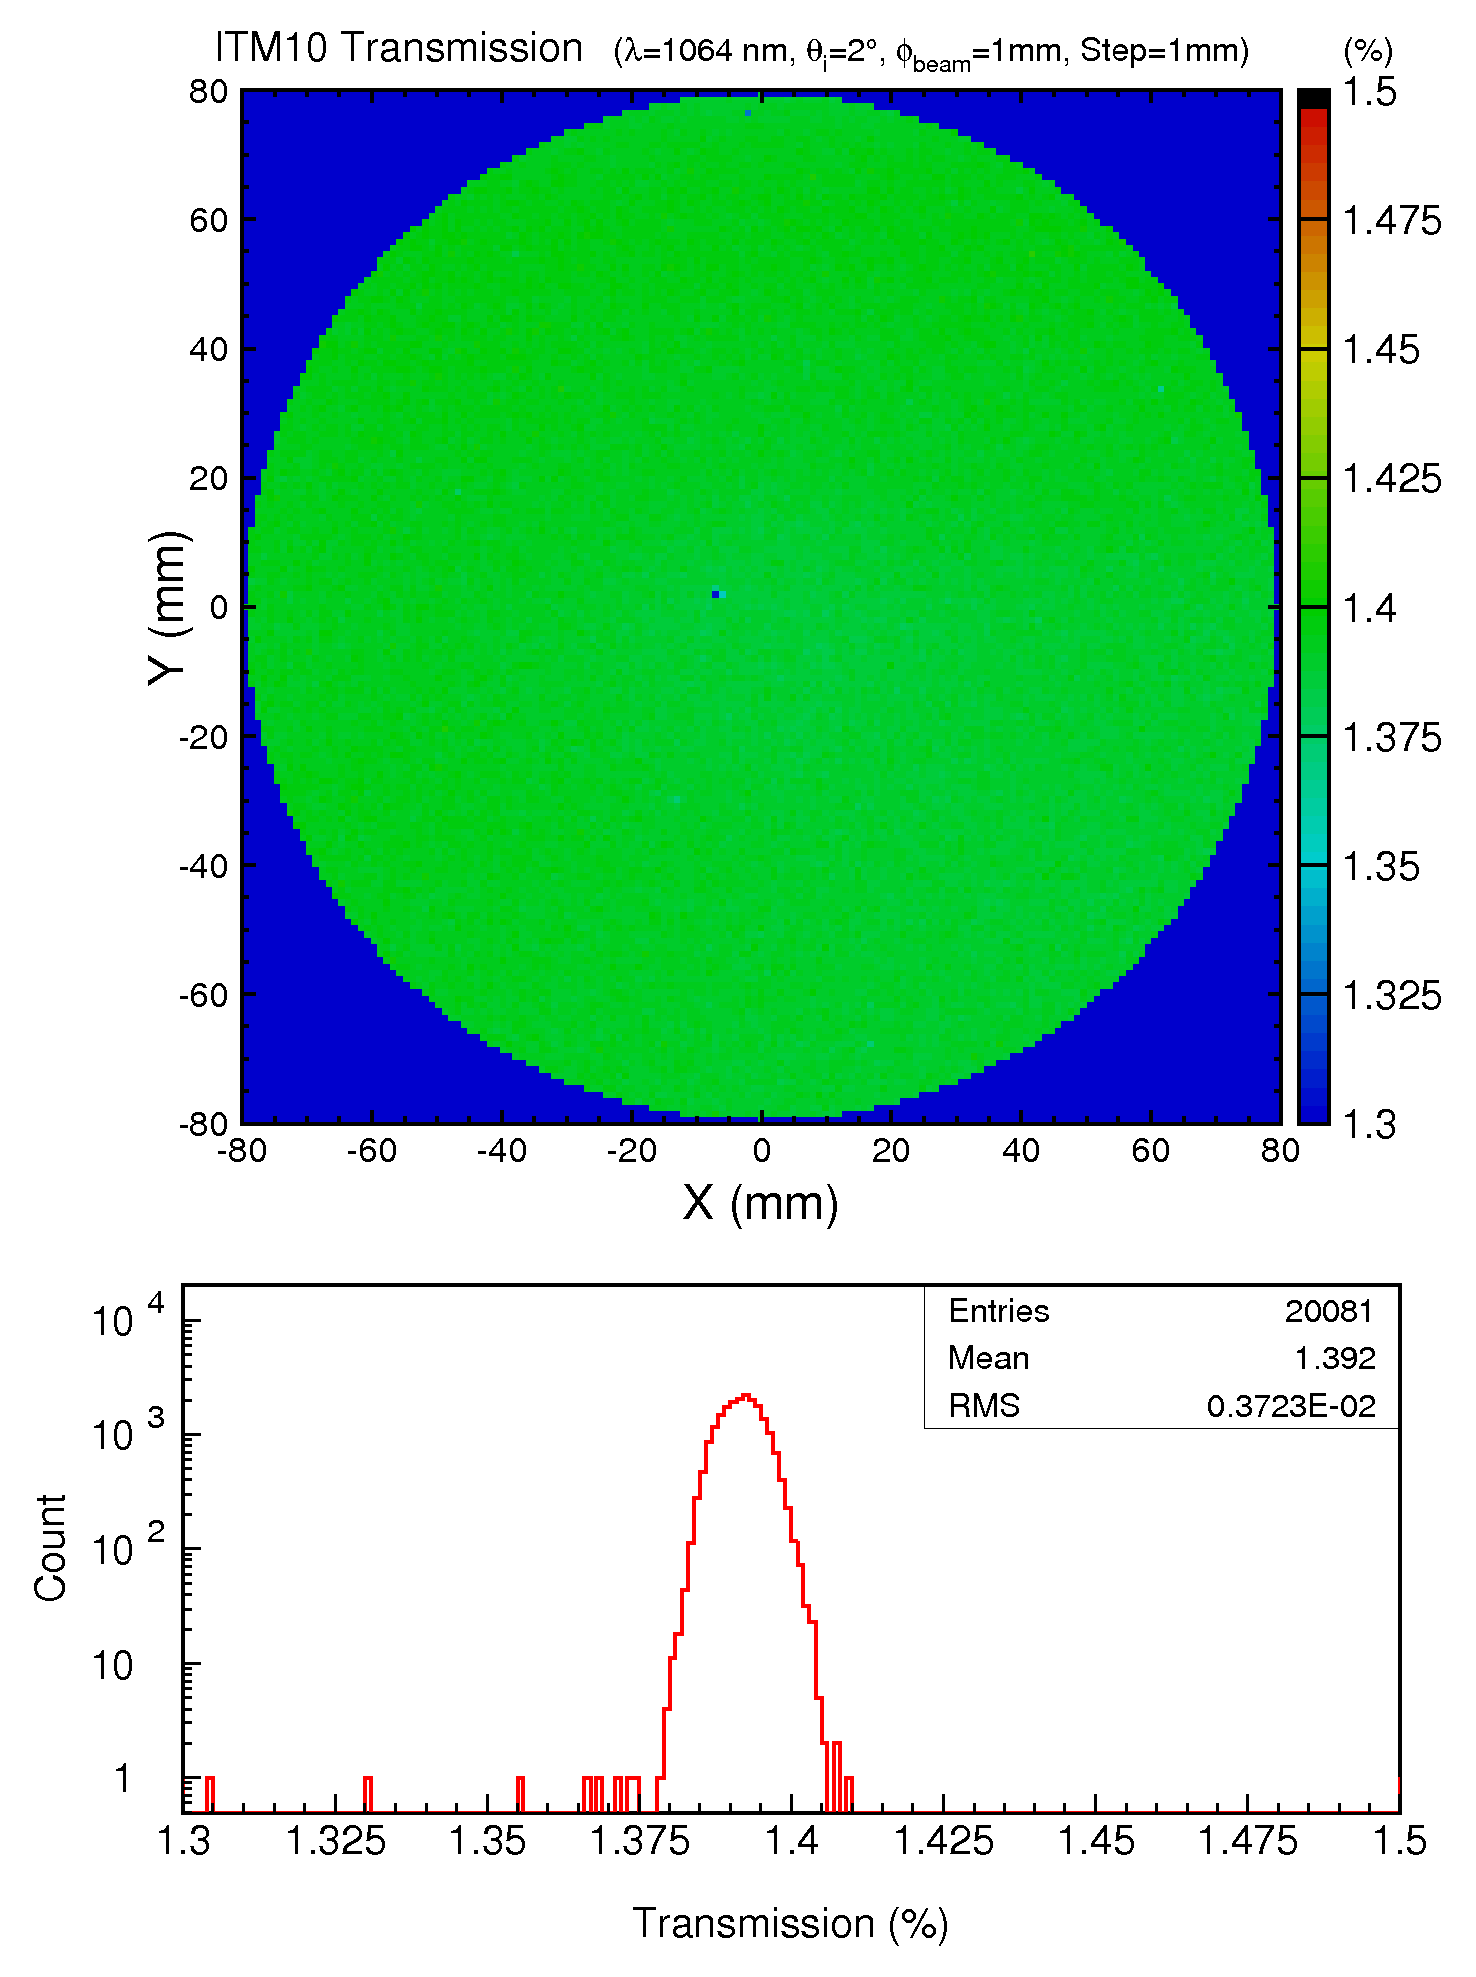 ITM10 Transmission (λ=1064 nm, θi=2°, ϕbeam=1mm, Step=1mm) (%)
80
60
40
20
0
-20
-40
-60
-80
Y (mm)
-80 -60 -40 -20 0 20 40 60 80
X (mm)
1.5
1.475
1.45
1.425
1.4
1.375
1.35
1.325
1.3
Entries 20081
Mean 1.392
RMS 0.3723E-02
10 4
10 3
10 2
10
1
Count
1.3 1.325 1.35 1.375 1.4 1.425 1.45 1.475 1.5
Transmission (%)